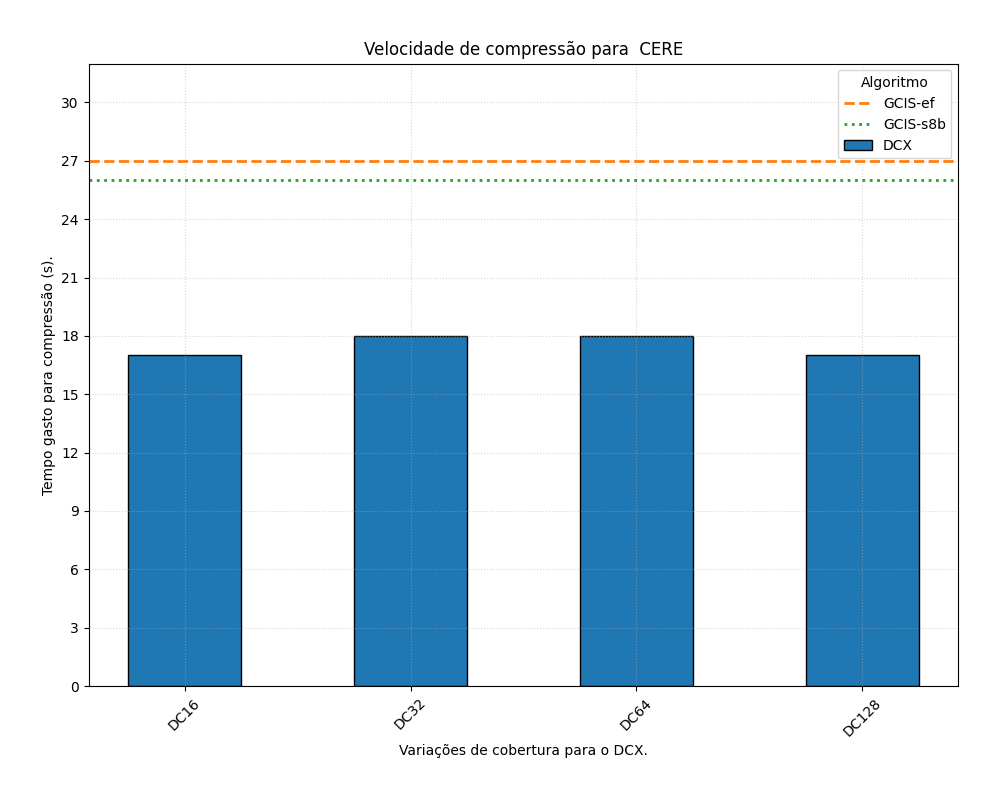 Velocidade de compressão para  CERE
Algoritmo
GCIS-ef
GCIS-s8b
DCX
Tempo gasto para compressão (s).
30
27
24
21
18
15
12
9
6
3
0
DC16
DC32
DC64
DC128
Variações de cobertura para o DCX.